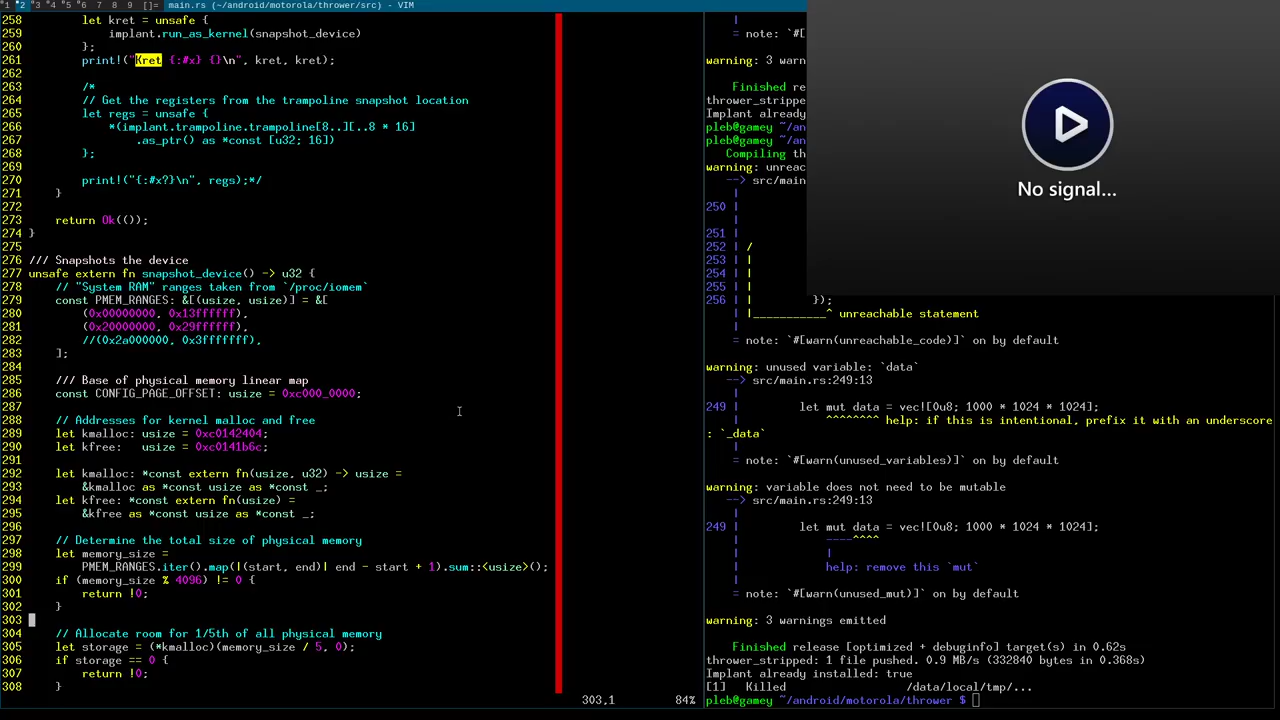 *1 *2 *3 *4 *5 *6 7 8 9 []= main.rs (~/android/motorola/thrower/src) - VIM
258 let kret = unsafe {
259 implant.run_as_kernel(snapshot_device)
260 };
261 print!("Kret {:#x} {}\n", kret, kret);
262
263 /*
264 // Get the registers from the trampoline snapshot location
265 let regs = unsafe {
266 *(implant.trampoline.trampoline[8..][..8 * 16]
267 .as_ptr() as *const [u32; 16])
268 };
269
270 print!("{:#x?}\n", regs);*/
271 }
272
273 return Ok(());
274 }
275
276 /// Snapshots the device
277 unsafe extern fn snapshot_device() -> u32 {
278 // "System RAM" ranges taken from `/proc/iomem`
279 const PMEM_RANGES: &[(usize, usize)] = &[
280 (0x00000000, 0x13ffffff),
281 (0x20000000, 0x29ffffff),
282 //(0x2a000000, 0x3fffffff),
283 ];
284
285 /// Base of physical memory linear map
286 const CONFIG_PAGE_OFFSET: usize = 0xc000_0000;
287
288 // Addresses for kernel malloc and free
289 let kmalloc: usize = 0xc0142404;
290 let kfree: usize = 0xc0141b6c;
291
292 let kmalloc: *const extern fn(usize, u32) -> usize =
293 &kmalloc as *const usize as *const _;
294 let kfree: *const extern fn(usize) =
295 &kfree as *const usize as *const _;
296
297 // Determine the total size of physical memory
298 let memory_size =
299 PMEM_RANGES.iter().map(|(start, end)| end - start + 1).sum::<usize>();
300 if (memory_size % 4096) != 0 {
301 return !0;
302 }
303
304 // Allocate room for 1/5th of all physical memory
305 let storage = (*kmalloc)(memory_size / 5, 0);
306 if storage == 0 {
307 return !0;
308 }
303,1 84%
|
= note: `#[
warning: 3 warn
Finished re
thrower_strippe
Implant already
pleb@gamey ~/an
pleb@gamey ~/an
Compiling th
warning: unreac
--> src/main
|
250 |
|
251 |
252 | /
253 | |
254 | |
255 | |
256 | | });
| |___________^ unreachable statement
|
= note: `#[warn(unreachable_code)]` on by default
warning: unused variable: `data`
--> src/main.rs:249:13
|
249 | let mut data = vec![0u8; 1000 * 1024 * 1024];
| ^^^^^^^^ help: if this is intentional, prefix it with an underscore
: `_data`
|
= note: `#[warn(unused_variables)]` on by default
warning: variable does not need to be mutable
--> src/main.rs:249:13
|
249 | let mut data = vec![0u8; 1000 * 1024 * 1024];
| ----^^^^
| |
| help: remove this `mut`
|
= note: `#[warn(unused_mut)]` on by default
warning: 3 warnings emitted
Finished release [optimized + debuginfo] target(s) in 0.62s
thrower_stripped: 1 file pushed. 0.9 MB/s (332840 bytes in 0.368s)
Implant already installed: true
[1] Killed /data/local/tmp/...
pleb@gamey ~/android/motorola/thrower $
No signal...